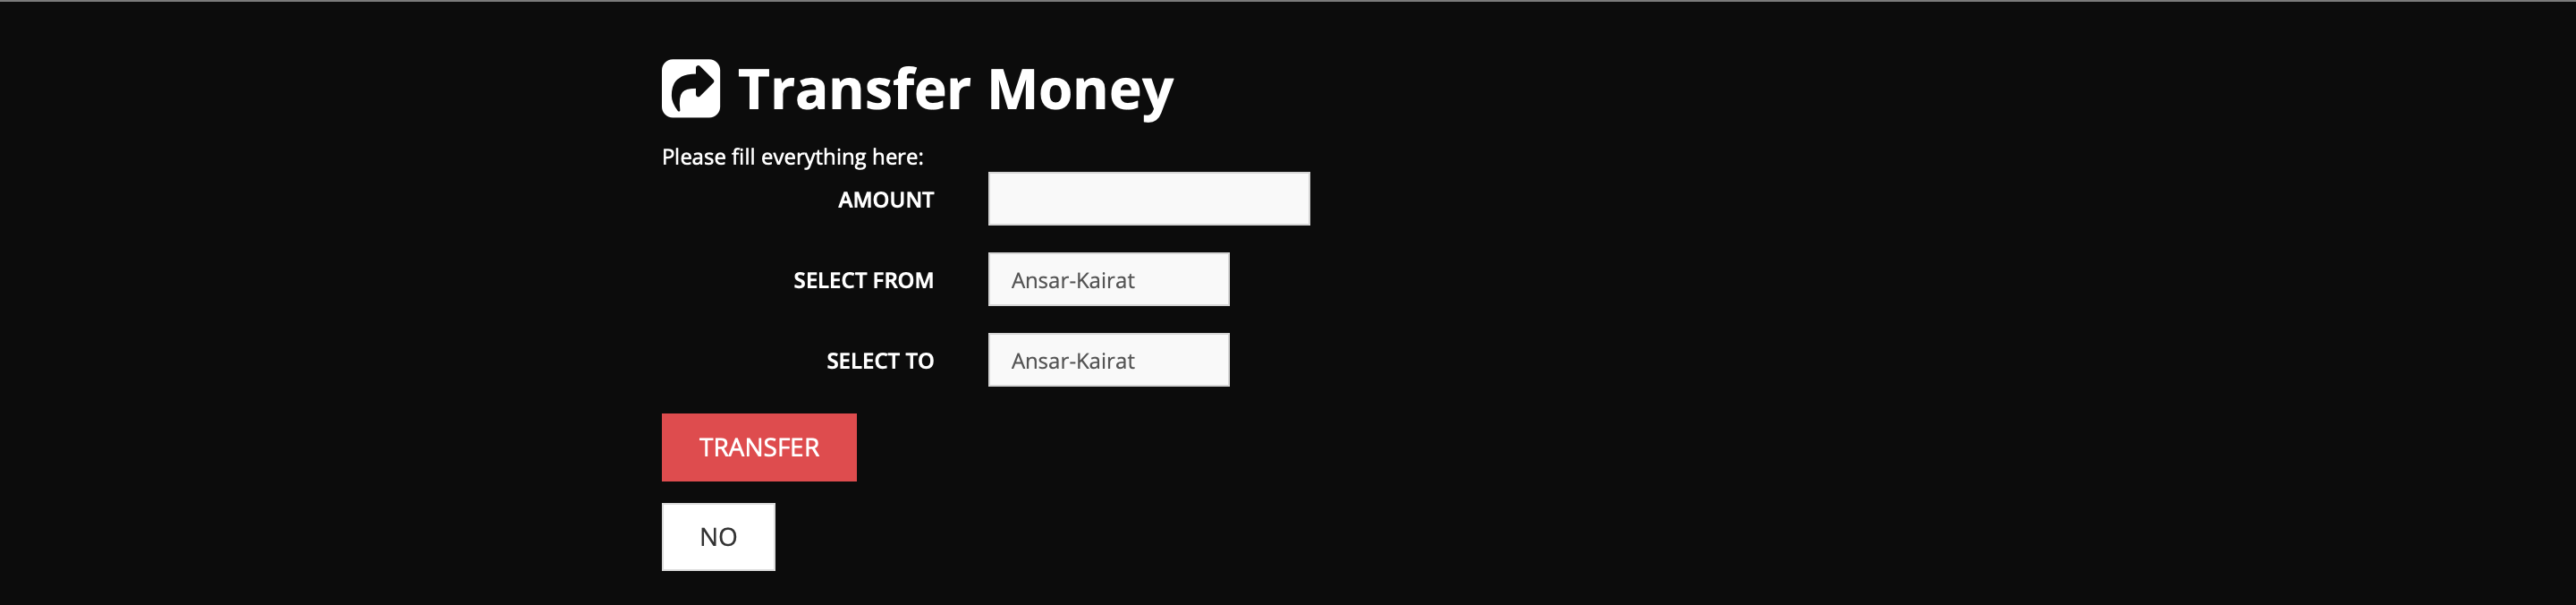 Transfer Money
Please fill everything here:
AMOUNT
SELECT FROM Ansar-Kairat
SELECT TO Ansar-Kairat
TRANSFER
NO